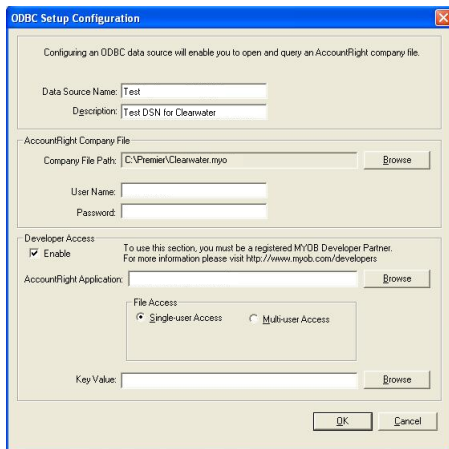 ODBC Setup Configuration
Configuring an ODBC data source will enable you to open and query an AccountRight company file.
Data Source Name: Test
Description: Test DSN for Clearwater
AccountRight Company File
Company File Path: C:\Premier\Clearwater.myo Browse
User Name:
Password:
Developer Access
Enable
To use this section, you must be a registered MYOB Developer Partner.
For more information please visit http://www.myob.com/developers
AccountRight Application: Browse
File Access
Single-user Access Multi-user Access
Key Value: Browse
OK Cancel